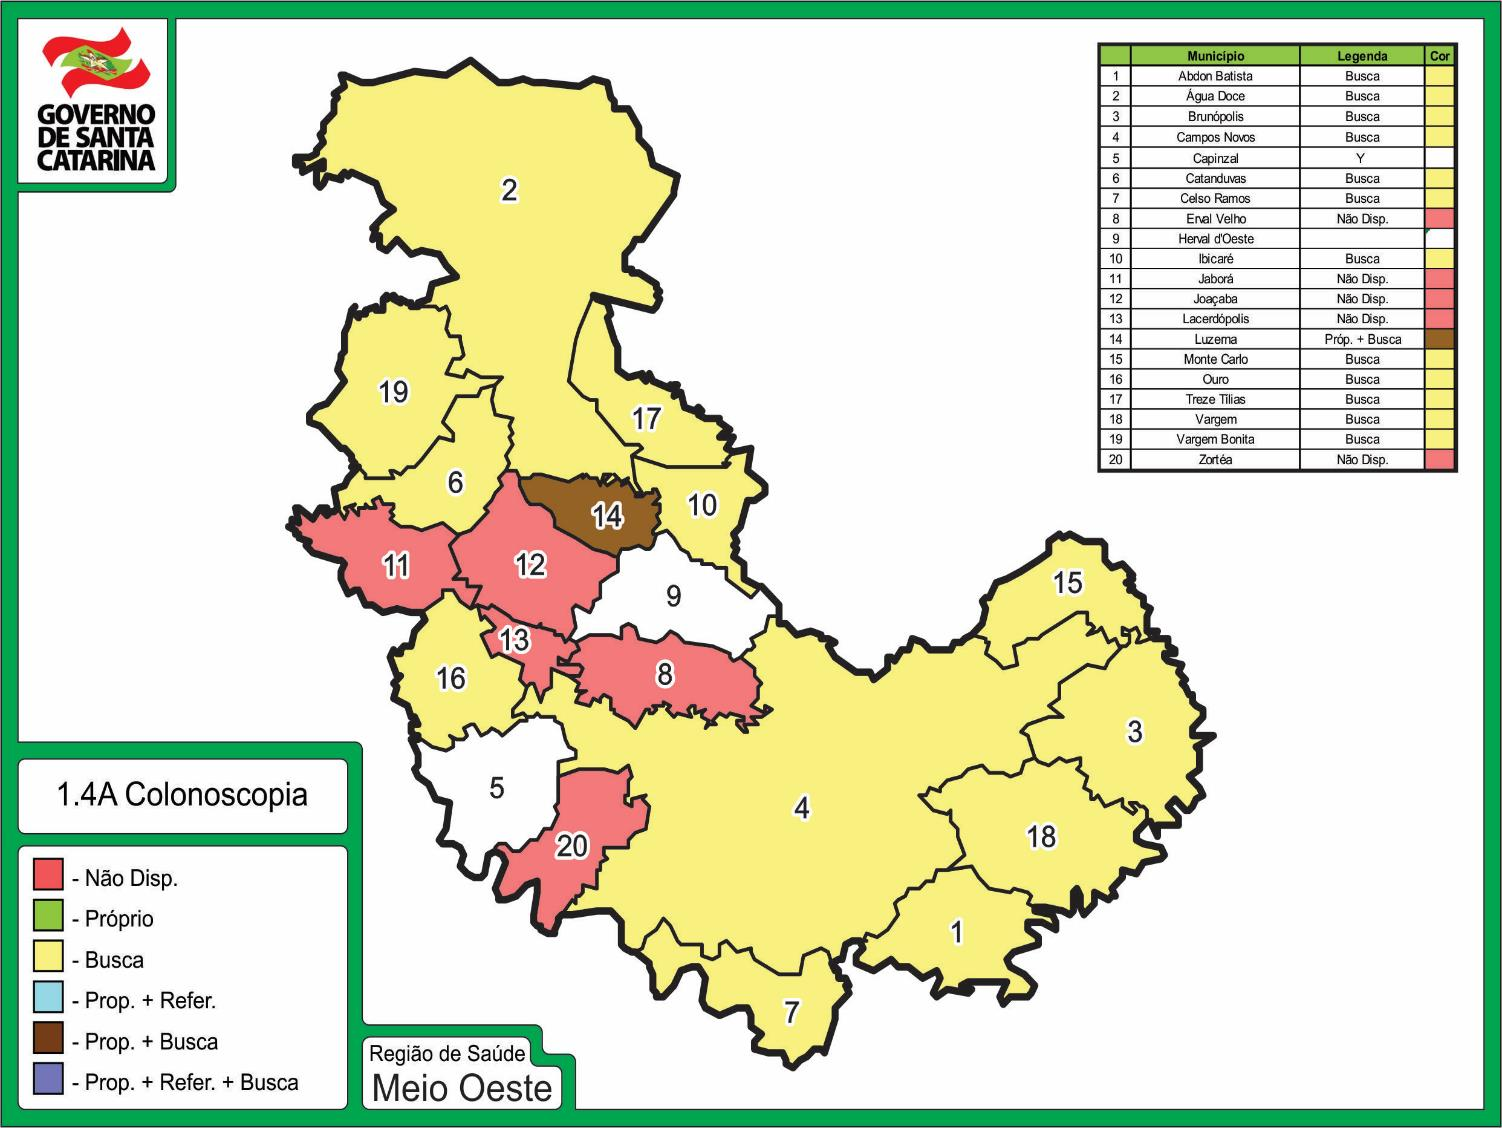 GOVERNO
DE SANTA
CATARINA
Município Legenda Cor
1 Abdon Batista Busca
2 Água Doce Busca
3 Brunópolis Busca
4 Campos Novos Busca
5 Capinzal Y
6 Catanduvas Busca
7 Celso Ramos Busca
8 Erval Velho Não Disp.
9 Herval d'Oeste
10 Ibicaré Busca
11 Jaborá Não Disp.
12 Joaçaba Não Disp.
13 Lacerdópolis Não Disp.
14 Luzerna Próp. + Busca
15 Monte Carlo Busca
16 Ouro Busca
17 Treze Tílias Busca
18 Vargem Busca
19 Vargem Bonita Busca
20 Zortéa Não Disp.
2
19
17
6
14
10
11
12
9
15
13
16
8
3
5
4
20
18
1
7
1.4A Colonoscopia
- Não Disp.
- Próprio
- Busca
- Prop. + Refer.
- Prop. + Busca
- Prop. + Refer. + Busca
Região de Saúde
Meio Oeste